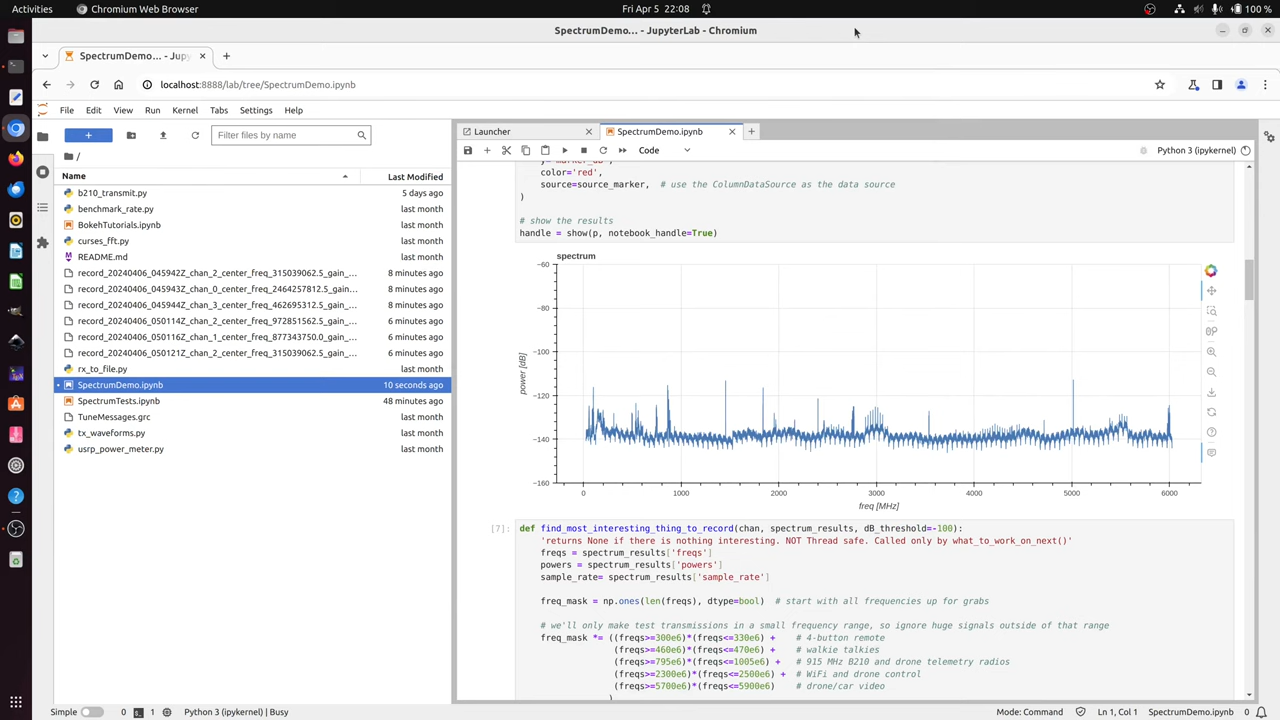 Activities
Chromium Web Browser
Fri Apr 5 22:08
100 %
SpectrumDemo... - JupyterLab - Chromium
SpectrumDemo... - Jupy
localhost:8888/lab/tree/SpectrumDemo.ipynb
File Edit View Run Kernel Tabs Settings Help
Filter files by name
Launcher
SpectrumDemo.ipynb
Code
Python 3 (ipykernel)
/
Name Last Modified
b210_transmit.py 5 days ago
benchmark_rate.py last month
BokehTutorials.ipynb last month
curses_fft.py last month
README.md last month
record_20240406_045942Z_chan_2_center_freq_315039062.5_gain_... 8 minutes ago
record_20240406_045943Z_chan_0_center_freq_2464257812.5_gain_... 8 minutes ago
record_20240406_045944Z_chan_3_center_freq_462695312.5_gain_... 8 minutes ago
record_20240406_050114Z_chan_2_center_freq_972851562.5_gain_... 6 minutes ago
record_20240406_050116Z_chan_1_center_freq_877343750.0_gain_... 6 minutes ago
record_20240406_050121Z_chan_2_center_freq_315039062.5_gain_... 6 minutes ago
rx_to_file.py last month
SpectrumDemo.ipynb 10 seconds ago
SpectrumTests.ipynb 48 minutes ago
TuneMessages.grc last month
tx_waveforms.py last month
usrp_power_meter.py last month
color='red',
source=source_marker, # use the ColumnDataSource as the data source
)
# show the results
handle = show(p, notebook_handle=True)
spectrum
−60
−80
−100
−120
−140
−160
power [dB]
0 1000 2000 3000 4000 5000 6000
freq [MHz]
[7]:
def find_most_interesting_thing_to_record(chan, spectrum_results, dB_threshold=-100):
'returns None if there is nothing interesting. NOT Thread safe. Called only by what_to_work_on_next()'
freqs = spectrum_results['freqs']
powers = spectrum_results['powers']
sample_rate= spectrum_results['sample_rate']
freq_mask = np.ones(len(freqs), dtype=bool) # start with all frequencies up for grabs
# we'll only make test transmissions in a small frequency range, so ignore huge signals outside of that range
freq_mask *= ((freqs>=300e6)*(freqs<=330e6) + # 4-button remote
(freqs>=460e6)*(freqs<=470e6) + # walkie talkies
(freqs>=795e6)*(freqs<=1005e6) + # 915 MHz B210 and drone telemetry radios
(freqs>=2300e6)*(freqs<=2500e6) + # WiFi and drone control
(freqs>=5700e6)*(freqs<=5900e6) # drone/car video
Simple 0 1 Python 3 (ipykernel) | Busy
Mode: Command Ln 1, Col 1 SpectrumDemo.ipynb 0